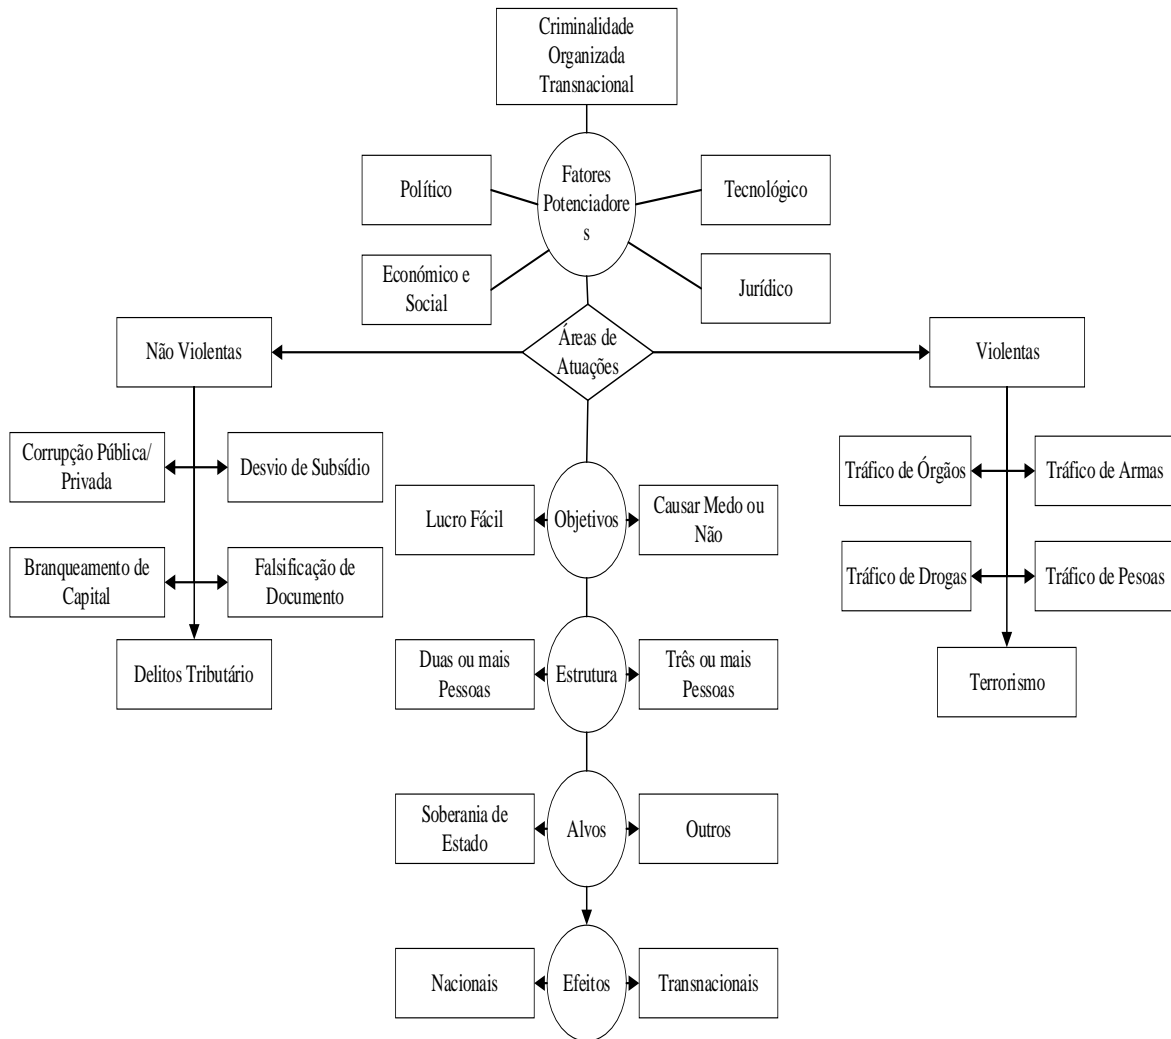 Criminalidade
Organizada
Transnacional
Político
Fatores
Potenciadore
s
Tecnológico
Económico e
Social
Jurídico
Não Violentas
Áreas de
Atuações
Violentas
Corrupção Pública/
Privada
Desvio de Subsídio
Lucro Fácil
Objetivos
Causar Medo ou
Não
Tráfico de Órgãos
Tráfico de Armas
Branqueamento de
Capital
Falsificação de
Documento
Tráfico de Drogas
Tráfico de Pesoas
Delitos Tributário
Duas ou mais
Pessoas
Estrutura
Três ou mais
Pessoas
Terrorismo
Soberania de
Estado
Alvos
Outros
Nacionais
Efeitos
Transnacionais